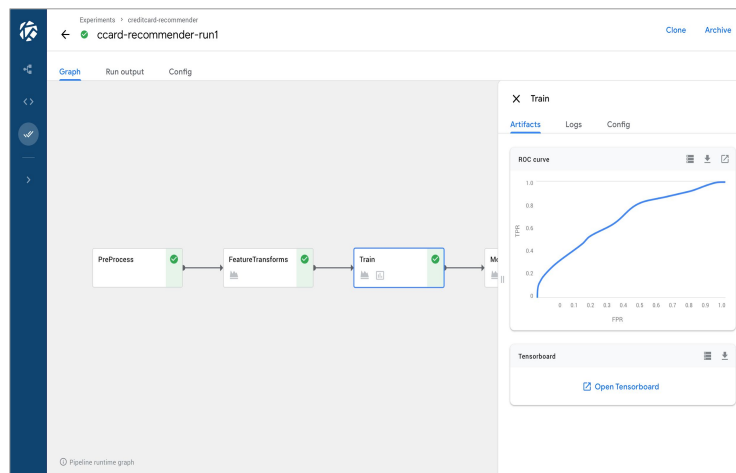 Experiments > creditcard-recommender
ccard-recommender-run1
Clone Archive
Graph Run output Config
Train
Artifacts Logs Config
ROC curve
1.0
0.8
0.6
0.4
0.2
0
TPR
0 0.1 0.2 0.3 0.4 0.5 0.6 0.7 0.8 0.9 1.0
FPR
PreProcess
FeatureTransforms
Train
Mo
Tensorboard
Open Tensorboard
Pipeline runtime graph